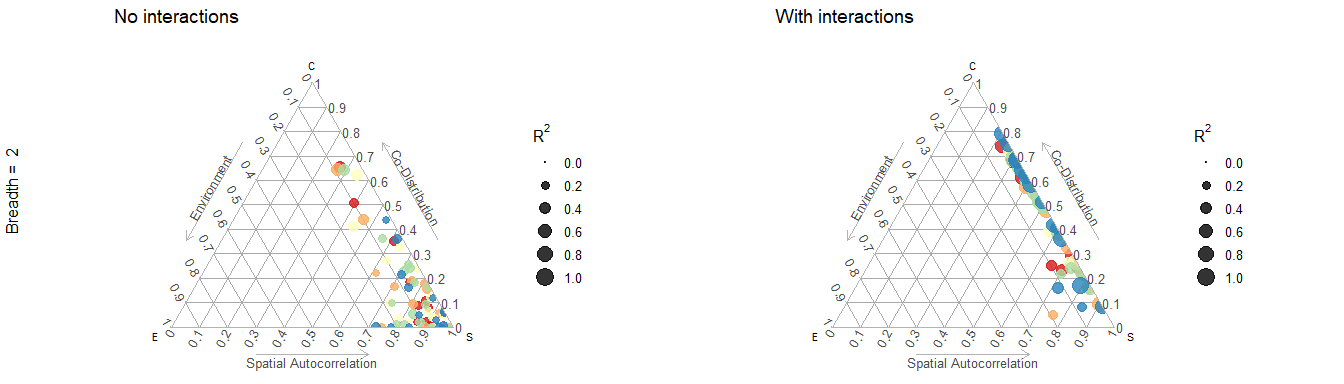 No interactions
With interactions
Breadth = 2
C
0 1
0.1 0.9
0.2 0.8
0.3 0.7
0.4 0.6
0.5 0.5
0.6 0.4
0.7 0.3
0.8 0.2
0.9 0.1
1 0
E
S
0 0.1 0.2 0.3 0.4 0.5 0.6 0.7 0.8 0.9 1
Environment
Co-Distribution
Spatial Autocorrelation
R2
0.0
0.2
0.4
0.6
0.8
1.0
C
0 1
0.1 0.9
0.2 0.8
0.3 0.7
0.4 0.6
0.5 0.5
0.6 0.4
0.7 0.3
0.8 0.2
0.9 0.1
1 0
E
S
0 0.1 0.2 0.3 0.4 0.5 0.6 0.7 0.8 0.9 1
Environment
Co-Distribution
Spatial Autocorrelation
R2
0.0
0.2
0.4
0.6
0.8
1.0